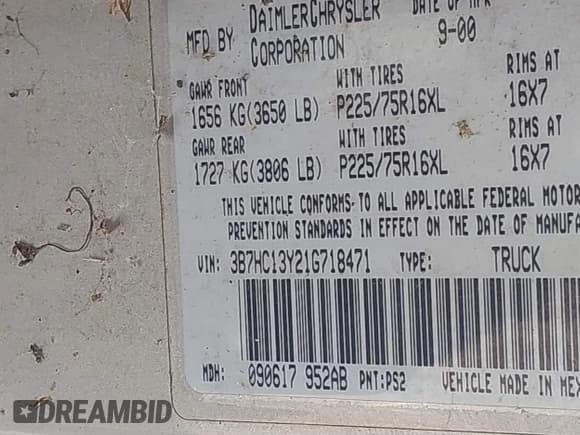 MFD BY DAIMLERCHRYSLER CORPORATION
DATE OF MFR 9-00
GAWR FRONT WITH TIRES RIMS AT
1656 KG(3650 LB) P225/75R16XL 16X7
GAWR REAR WITH TIRES RIMS AT
1727 KG(3806 LB) P225/75R16XL 16X7
THIS VEHICLE CONFORMS TO ALL APPLICABLE FEDERAL MOTOR
PREVENTION STANDARDS IN EFFECT ON THE DATE OF MANUFA
VIN: 3B7HC13Y21G718471 TYPE: TRUCK
MDH: 090617 952AB PNT:PS2 VEHICLE MADE IN MEX
DREAMBID